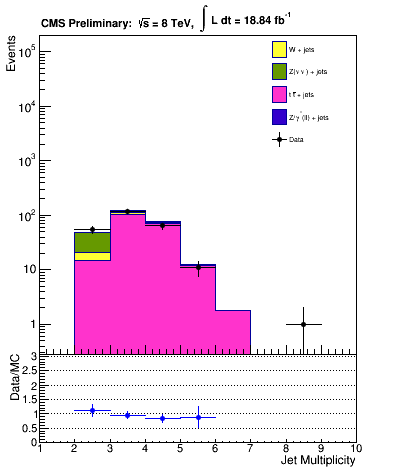 CMS Preliminary: √s = 8 TeV, ∫ L dt = 18.84 fb⁻¹
Events
10⁵
10⁴
10³
10²
10
1
W + jets
Z(νν) + jets
t t̄ + jets
Z/γ*(ll) + jets
Data
Data/MC
3
2.5
2
1.5
1
0.5
0
1 2 3 4 5 6 7 8 9 10
Jet Multiplicity